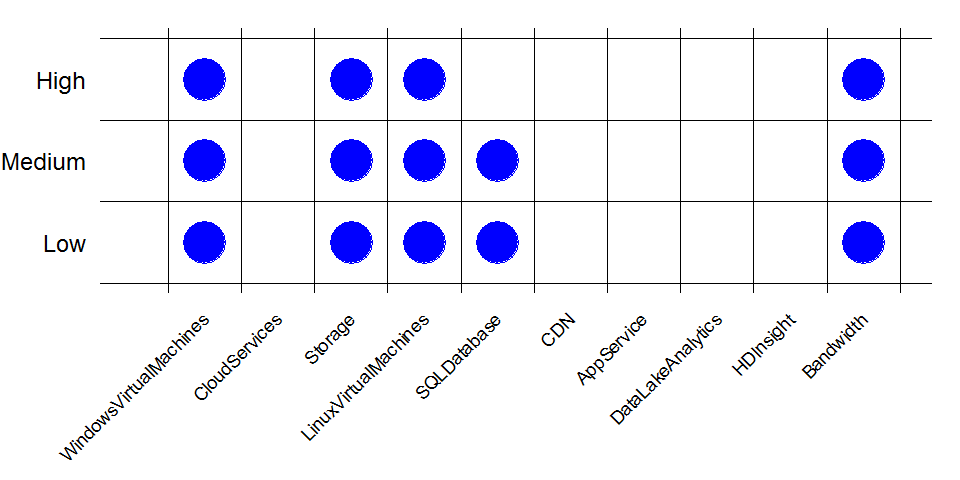 High
Medium
Low
WindowsVirtualMachines
CloudServices
Storage
LinuxVirtualMachines
SQLDatabase
CDN
AppService
DataLakeAnalytics
HDInsight
Bandwidth